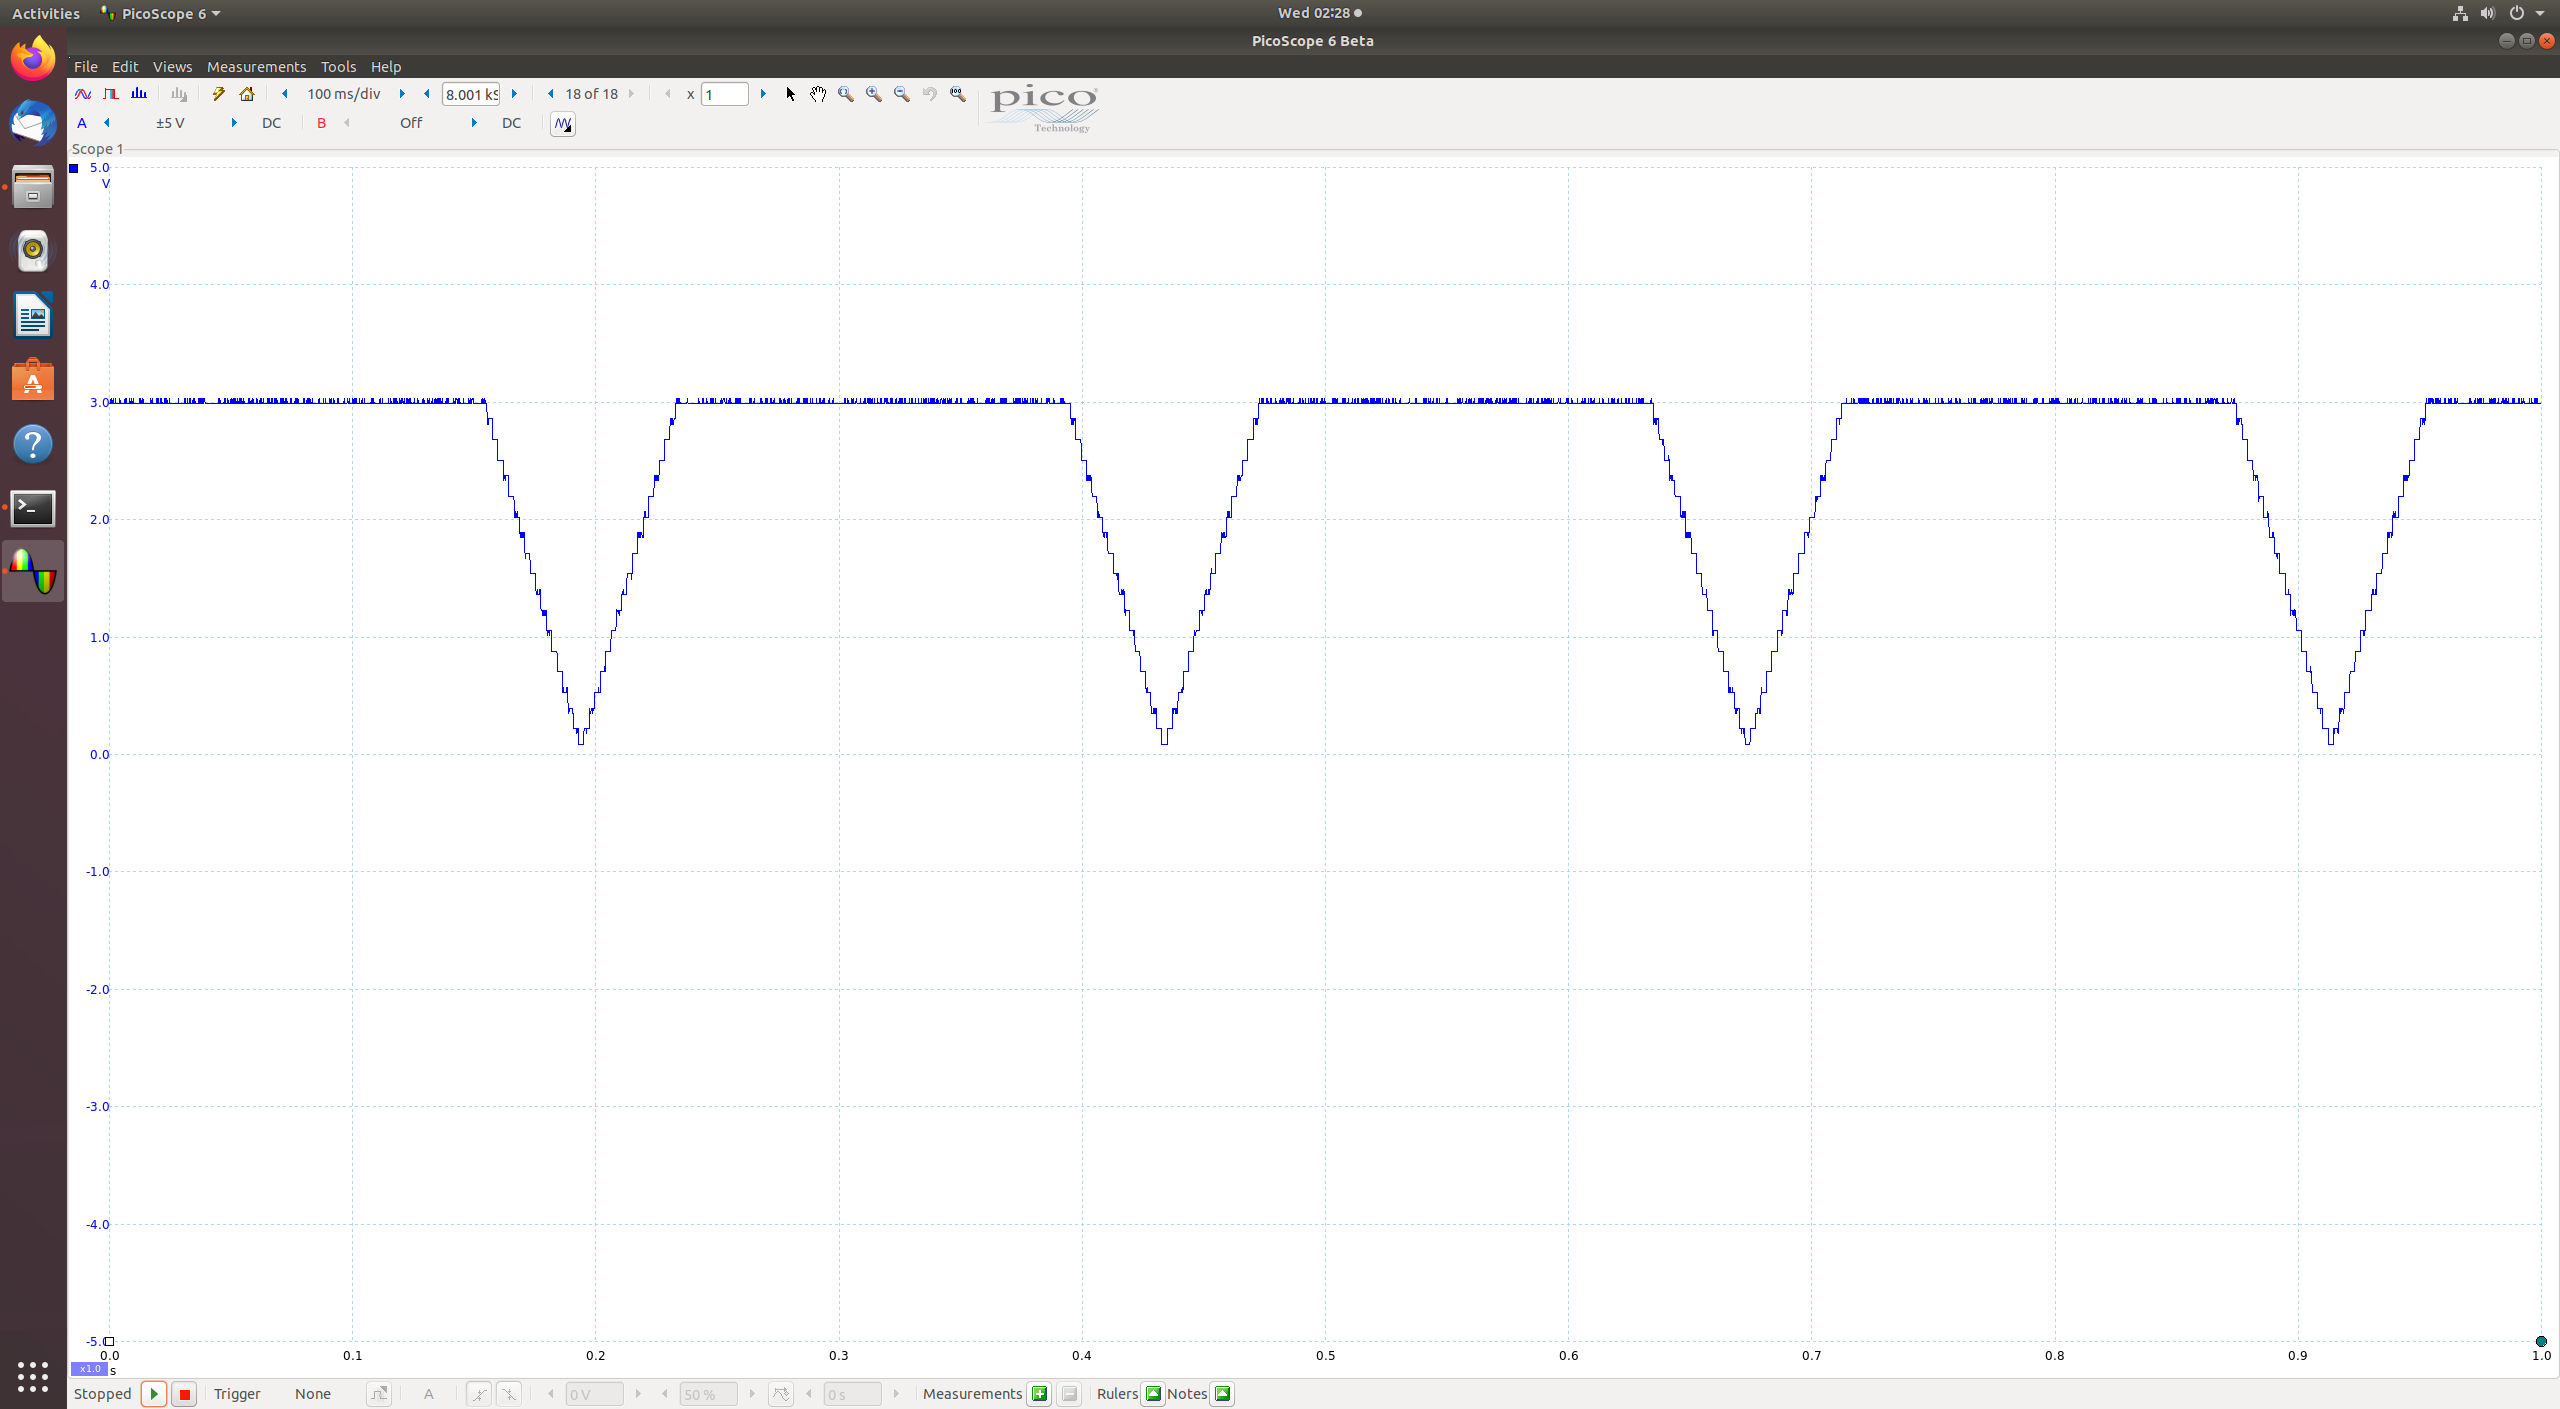 Activities PicoScope 6 Wed 02:28
PicoScope 6 Beta
File Edit Views Measurements Tools Help
100 ms/div 8.001 kS 18 of 18 x 1
A ±5 V DC B Off DC
pico
Technology
Scope 1
5.0
V
4.0
3.0
2.0
1.0
0.0
-1.0
-2.0
-3.0
-4.0
-5.0
0.0 0.1 0.2 0.3 0.4 0.5 0.6 0.7 0.8 0.9 1.0
x1.0 s
Stopped Trigger None A 0 V 50 % 0 s Measurements Rulers Notes